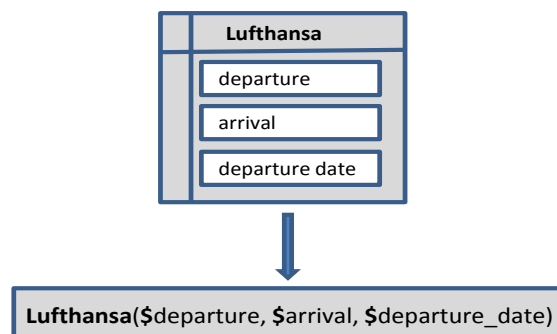 Lufthansa
departure
arrival
departure date
Lufthansa($departure, $arrival, $departure_date)